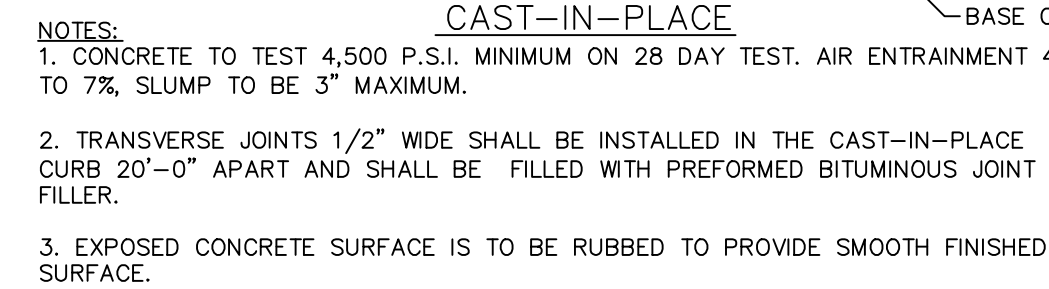 CAST–IN–PLACE
BASE
NOTES:
1. CONCRETE TO TEST 4,500 P.S.I. MINIMUM ON 28 DAY TEST. AIR ENTRAINMENT
TO 7%, SLUMP TO BE 3" MAXIMUM.
2. TRANSVERSE JOINTS 1/2" WIDE SHALL BE INSTALLED IN THE CAST–IN–PLACE
CURB 20'–0" APART AND SHALL BE FILLED WITH PREFORMED BITUMINOUS JOINT
FILLER.
3. EXPOSED CONCRETE SURFACE IS TO BE RUBBED TO PROVIDE SMOOTH FINISHED
SURFACE.